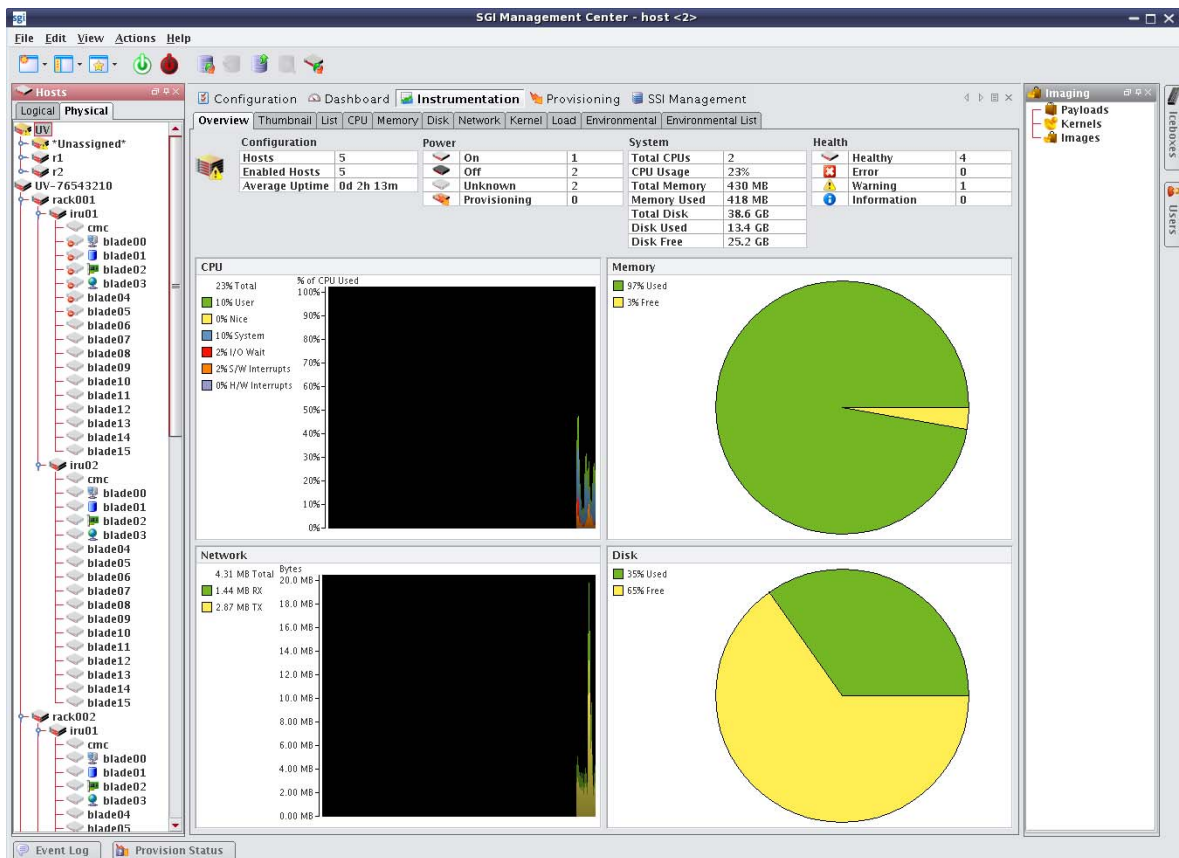 sgi
SGI Management Center - host <2>
File Edit View Actions Help
Hosts
Logical Physical
UV
*Unassigned*
r1
r2
UV-76543210
rack001
iru01
cmc
blade00
blade01
blade02
blade03
blade04
blade05
blade06
blade07
blade08
blade09
blade10
blade11
blade12
blade13
blade14
blade15
iru02
cmc
blade00
blade01
blade02
blade03
blade04
blade05
blade06
blade07
blade08
blade09
blade10
blade11
blade12
blade13
blade14
blade15
rack002
iru01
cmc
blade00
blade01
blade02
blade03
blade04
blade05
Configuration Dashboard Instrumentation Provisioning SSI Management
Overview Thumbnail List CPU Memory Disk Network Kernel Load Environmental Environmental List
Configuration
Hosts 5
Enabled Hosts 5
Average Uptime 0d 2h 13m
Power
On 1
Off 2
Unknown 2
Provisioning 0
System
Total CPUs 2
CPU Usage 23%
Total Memory 430 MB
Memory Used 418 MB
Total Disk 38.6 GB
Disk Used 13.4 GB
Disk Free 25.2 GB
Health
Healthy 4
Error 0
Warning 1
Information 0
CPU
23% Total
10% User
0% Nice
10% System
2% I/O Wait
2% S/W Interrupts
0% H/W Interrupts
% of CPU Used
100%
90%
80%
70%
60%
50%
40%
30%
20%
10%
0%
Memory
97% Used
3% Free
Network
4.31 MB Total
1.44 MB RX
2.87 MB TX
Bytes
20.0 MB
18.0 MB
16.0 MB
14.0 MB
12.0 MB
10.0 MB
8.00 MB
6.00 MB
4.00 MB
2.00 MB
0.00 MB
Disk
35% Used
65% Free
Imaging
Payloads
Kernels
Images
Iceboxes
Users
Event Log Provision Status